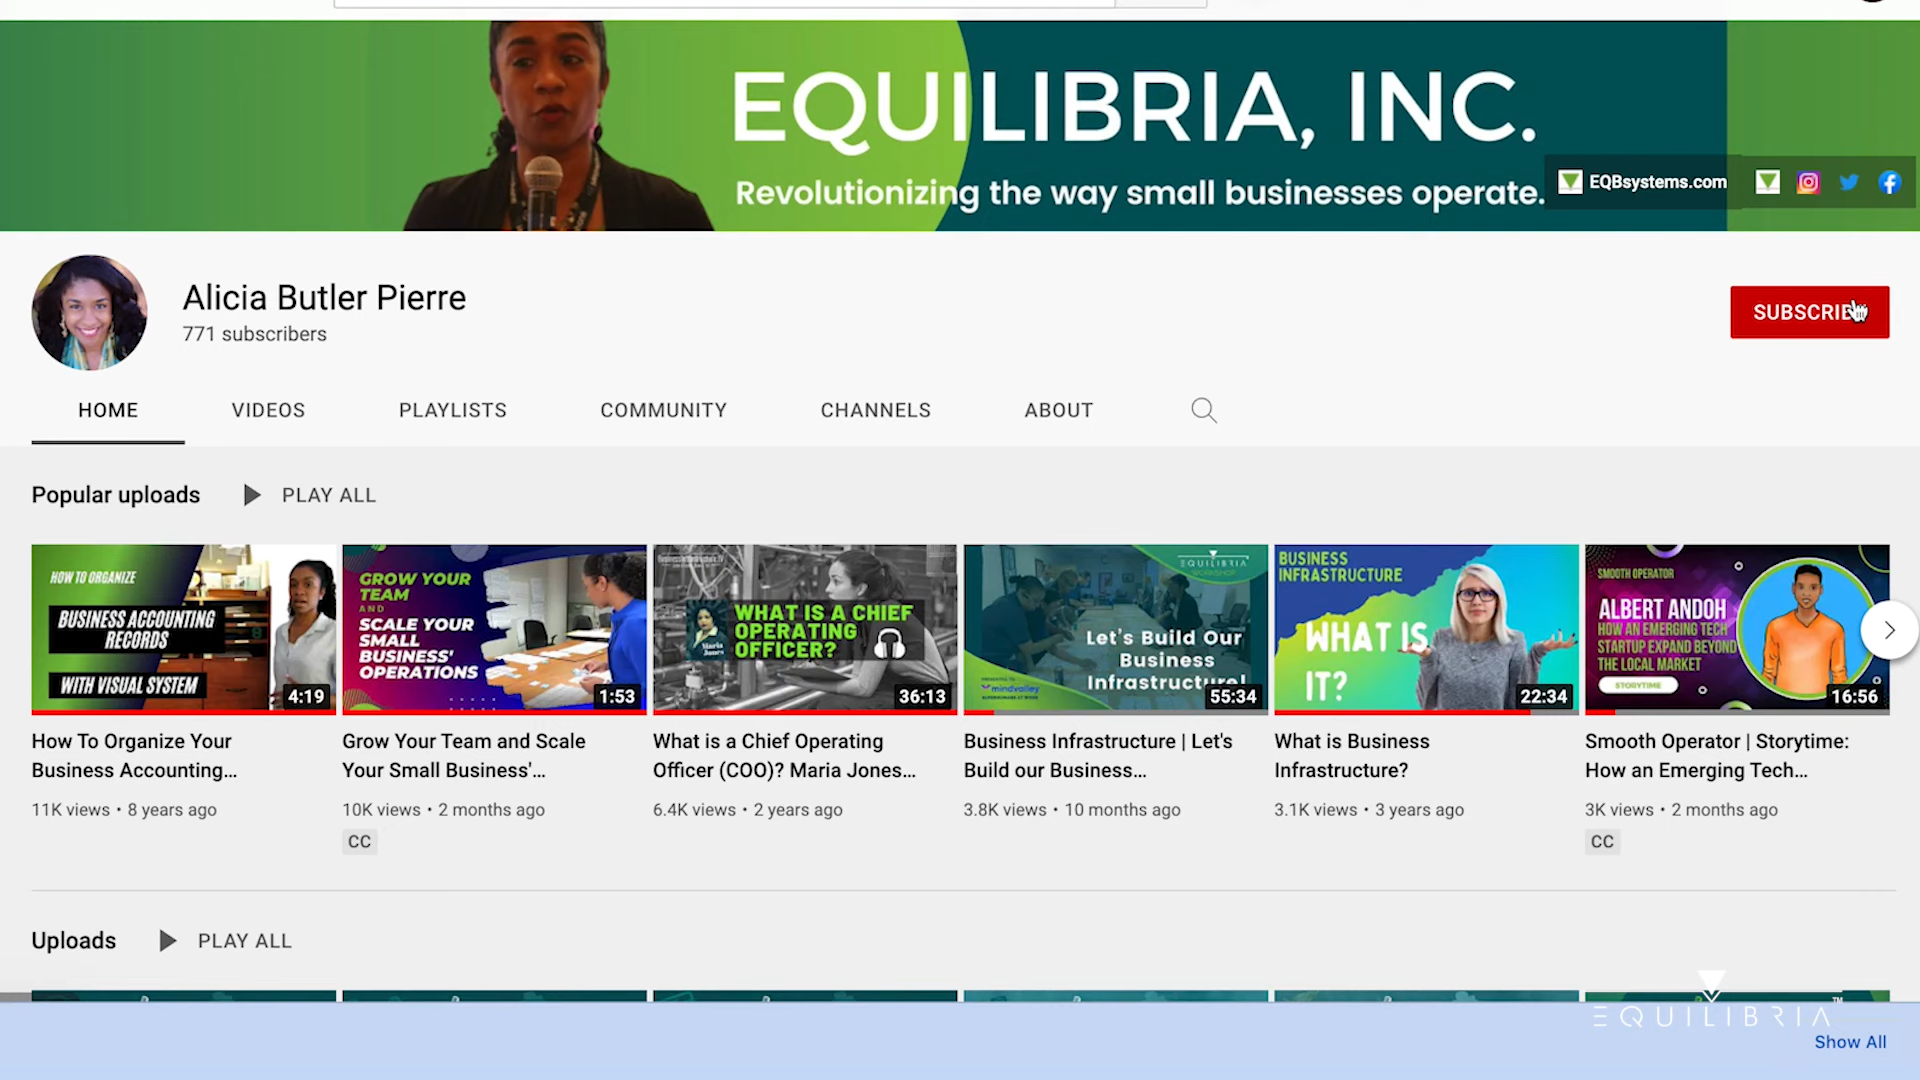 EQUILIBRIA, INC.
Revolutionizing the way small businesses operate.
EQBsystems.com
Alicia Butler Pierre
771 subscribers
SUBSCRIBE
HOME
VIDEOS
PLAYLISTS
COMMUNITY
CHANNELS
ABOUT
Popular uploads
PLAY ALL
HOW TO ORGANIZE
BUSINESS ACCOUNTING
RECORDS
WITH VISUAL SYSTEM
4:19
GROW YOUR
TEAM
AND
SCALE YOUR
SMALL
BUSINESS'
OPERATIONS
1:53
Maria
Jones
WHAT IS A CHIEF
OPERATING
OFFICER?
36:13
EQUILIBRIA
WORKSHOP
Let's Build Our
Business
Infrastructure!
mindvalley
55:34
BUSINESS
INFRASTRUCTURE
WHAT IS
IT?
22:34
SMOOTH OPERATOR
ALBERT ANDOH
HOW AN EMERGING TECH
STARTUP EXPAND BEYOND
THE LOCAL MARKET
STORYTIME
16:56
How To Organize Your
Business Accounting...
11K views • 8 years ago
Grow Your Team and Scale
Your Small Business'...
10K views • 2 months ago
CC
What is a Chief Operating
Officer (COO)? Maria Jones...
6.4K views • 2 years ago
Business Infrastructure | Let's
Build our Business...
3.8K views • 10 months ago
What is Business
Infrastructure?
3.1K views • 3 years ago
Smooth Operator | Storytime:
How an Emerging Tech...
3K views • 2 months ago
CC
Uploads
PLAY ALL
EQUILIBRIA™
Show All